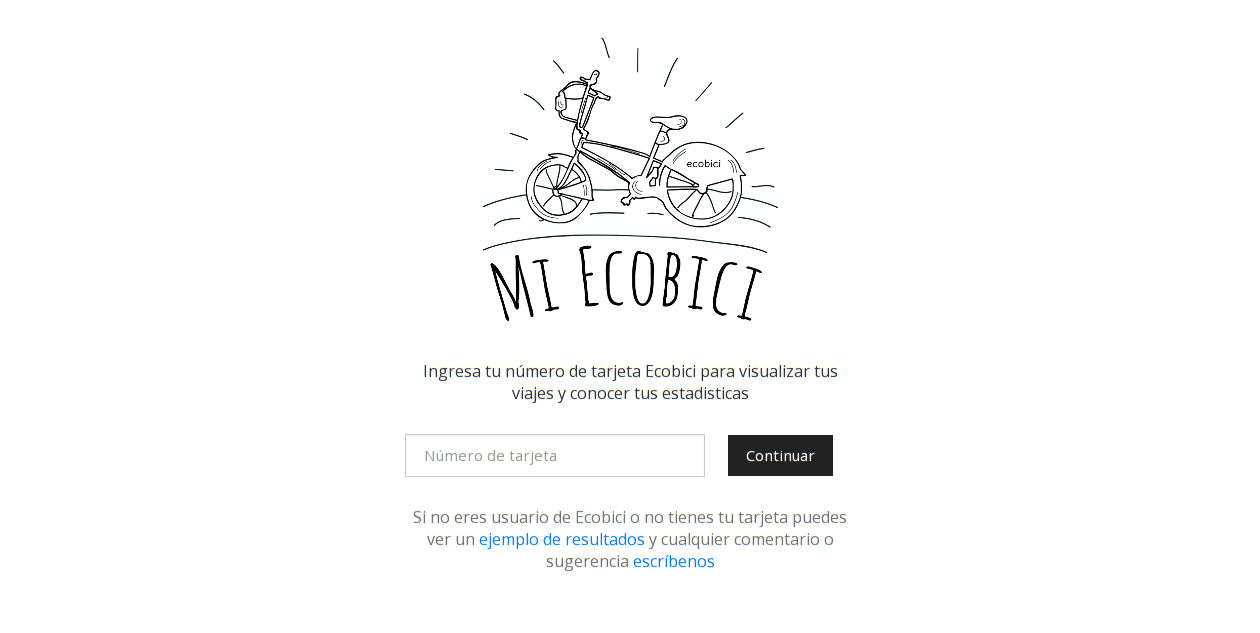 ecobici
MI ECOBICI
Ingresa tu número de tarjeta Ecobici para visualizar tus
viajes y conocer tus estadisticas
Número de tarjeta
Continuar
Si no eres usuario de Ecobici o no tienes tu tarjeta puedes
ver un ejemplo de resultados y cualquier comentario o
sugerencia escríbenos